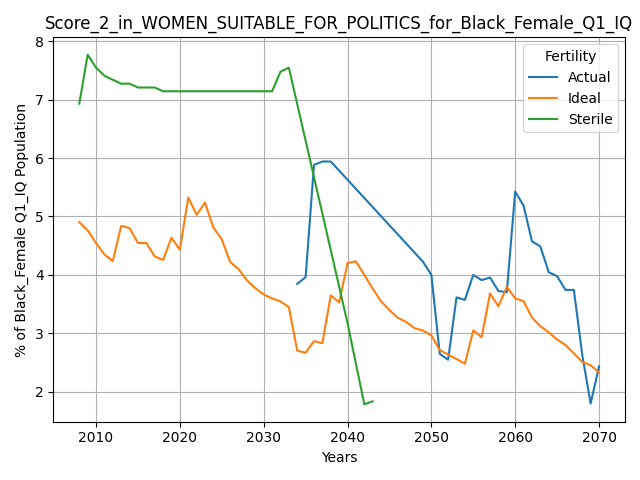 Score_2_in_WOMEN_SUITABLE_FOR_POLITICS_for_Black_Female_Q1_IQ
8
7
6
5
4
3
2
% of Black_Female Q1_IQ Population
Fertility
Actual
Ideal
Sterile
2010 2020 2030 2040 2050 2060 2070
Years